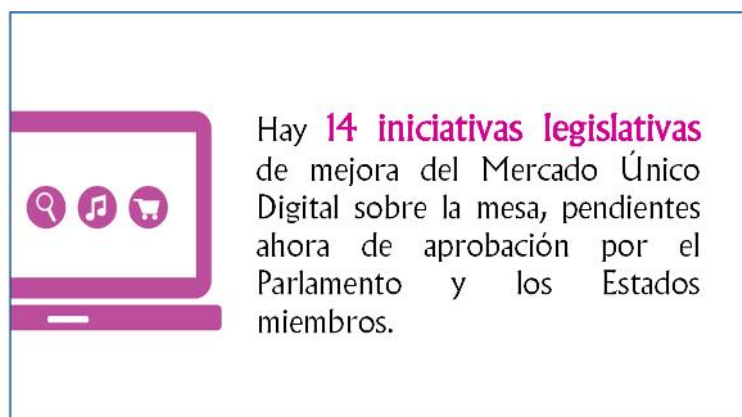 Hay 14 iniciativas legislativas
de mejora del Mercado Único
Digital sobre la mesa, pendientes
ahora de aprobación por el
Parlamento y los Estados
miembros.